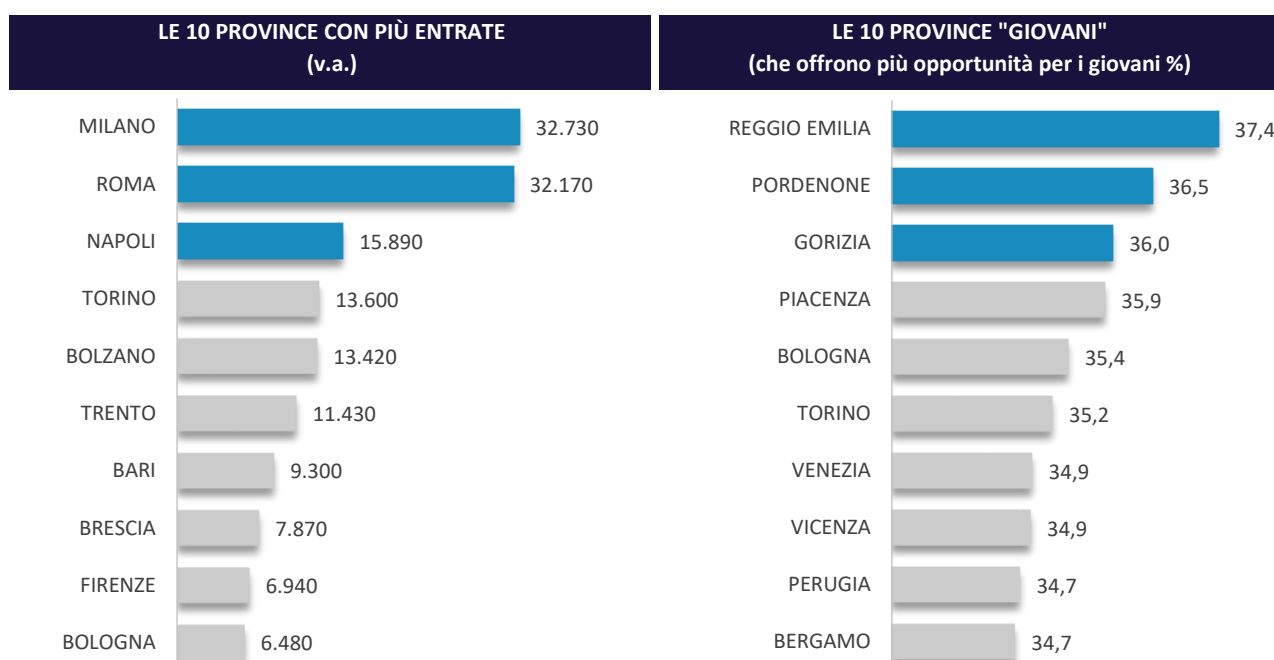 LE 10 PROVINCE CON PIÙ ENTRATE
(v.a.)
MILANO 32.730
ROMA 32.170
NAPOLI 15.890
TORINO 13.600
BOLZANO 13.420
TRENTO 11.430
BARI 9.300
BRESCIA 7.870
FIRENZE 6.940
BOLOGNA 6.480
LE 10 PROVINCE "GIOVANI"
(che offrono più opportunità per i giovani %)
REGGIO EMILIA 37,4
PORDENONE 36,5
GORIZIA 36,0
PIACENZA 35,9
BOLOGNA 35,4
TORINO 35,2
VENEZIA 34,9
VICENZA 34,9
PERUGIA 34,7
BERGAMO 34,7